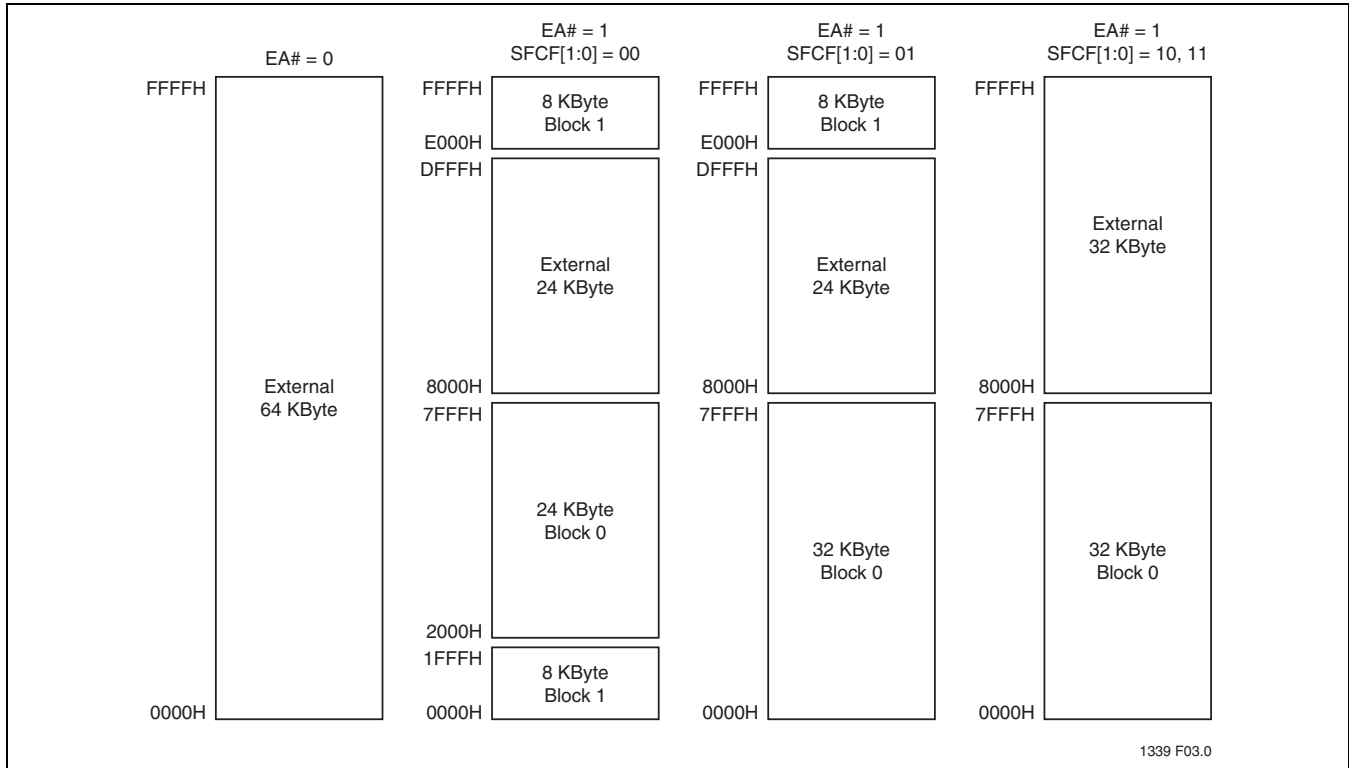 EA# = 0
FFFFH
External
64 KByte
0000H
EA# = 1
SFCF[1:0] = 00
FFFFH
8 KByte
Block 1
E000H
DFFFH
External
24 KByte
8000H
7FFFH
24 KByte
Block 0
2000H
1FFFH
8 KByte
Block 1
0000H
EA# = 1
SFCF[1:0] = 01
FFFFH
8 KByte
Block 1
E000H
DFFFH
External
24 KByte
8000H
7FFFH
32 KByte
Block 0
0000H
EA# = 1
SFCF[1:0] = 10, 11
FFFFH
External
32 KByte
8000H
7FFFH
32 KByte
Block 0
0000H
1339 F03.0